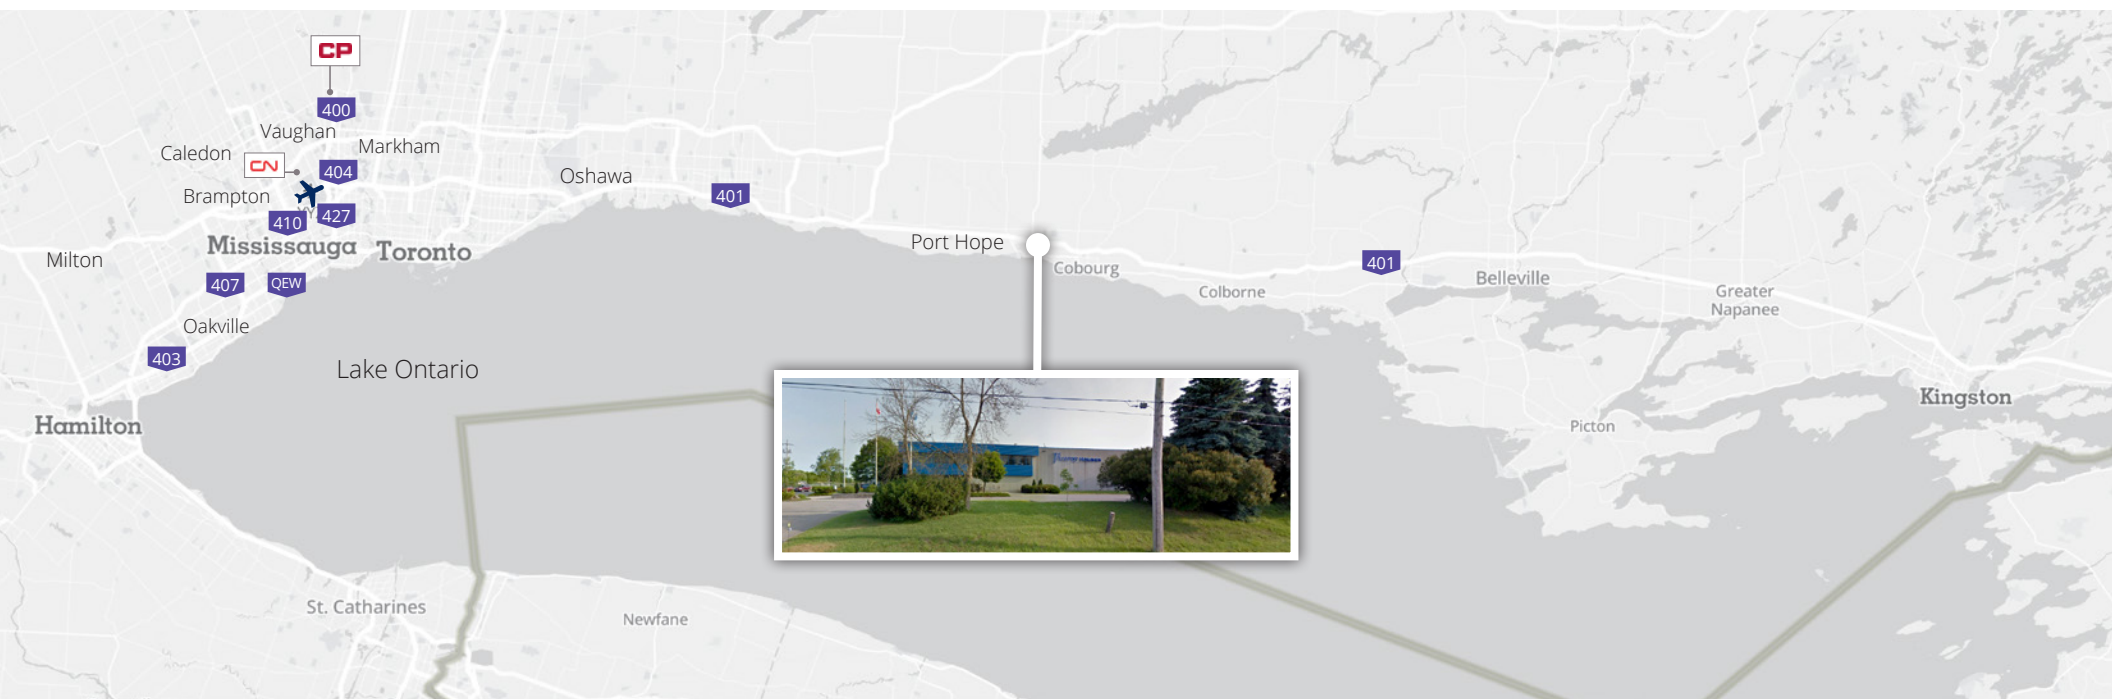 CP
400
Vaughan
Markham
Caledon
CN
404
Oshawa
401
Brampton
427
410
Mississauga
Toronto
Port Hope
Milton
401
Cobourg
Belleville
407
QEW
Colborne
Greater
Napanee
Oakville
403
Lake Ontario
Kingston
Hamilton
Picton
St. Catharines
Newfane